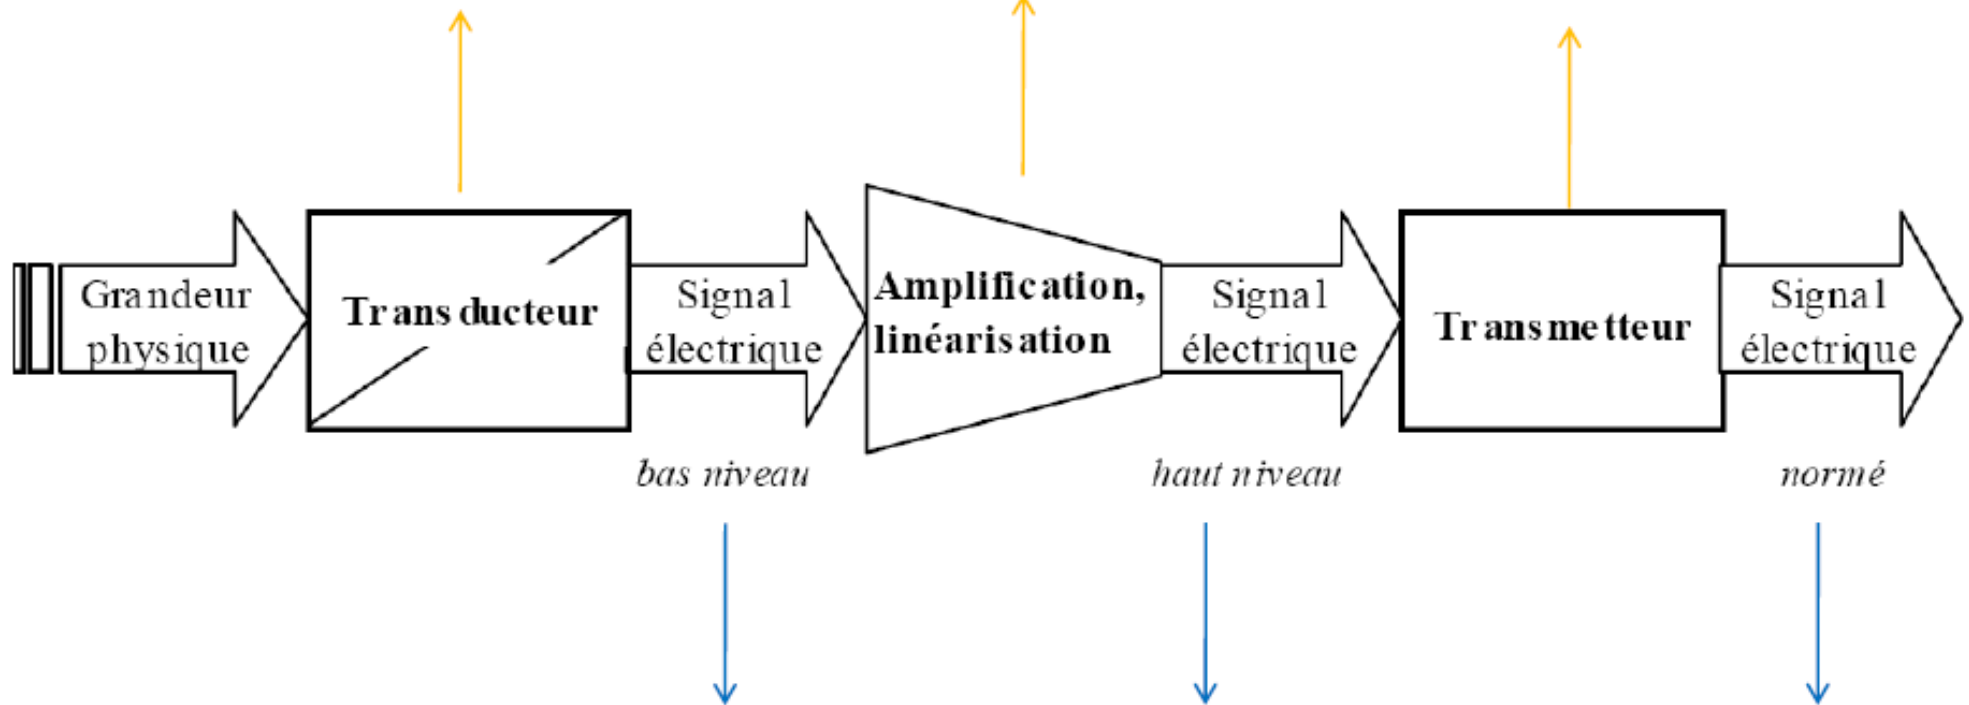 Grandeur
physique
Transducteur
Signal
électrique
Amplification,
linéarisation
Signal
électrique
Transmetteur
Signal
électrique
bas niveau
haut niveau
normé